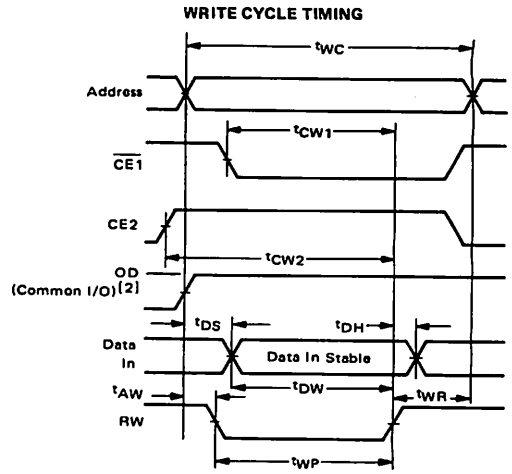 WRITE CYCLE TIMING
tWC
Address
tCW1
CE1
CE2
tCW2
OD
(Common I/O)[2]
tDS
tDH
Data
In
Data In Stable
tDW
tAW
tWR
RW
tWP